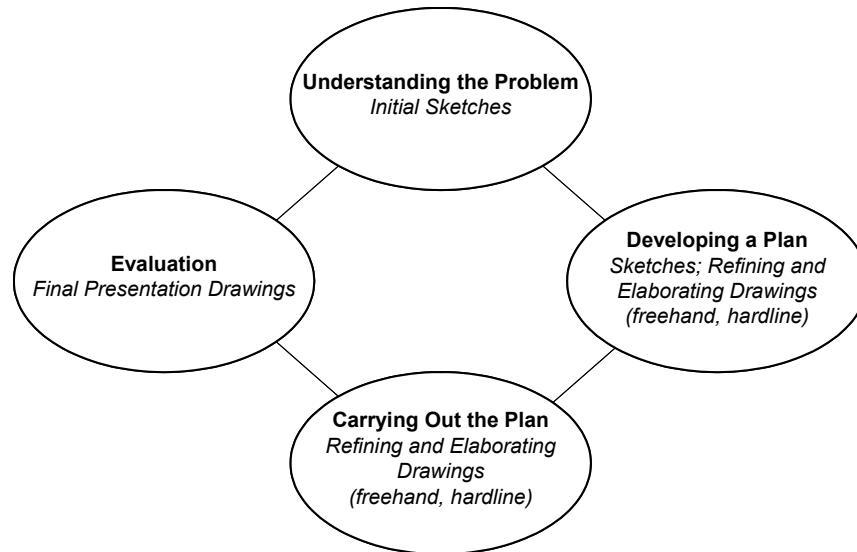 Understanding the Problem
Initial Sketches
Evaluation
Final Presentation Drawings
Developing a Plan
Sketches; Refining and
Elaborating Drawings
(freehand, hardline)
Carrying Out the Plan
Refining and Elaborating
Drawings
(freehand, hardline)